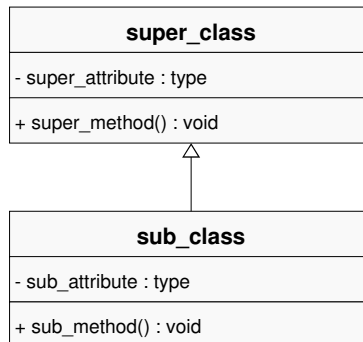 super_class
- super_attribute : type
+ super_method() : void
sub_class
- sub_attribute : type
+ sub_method() : void